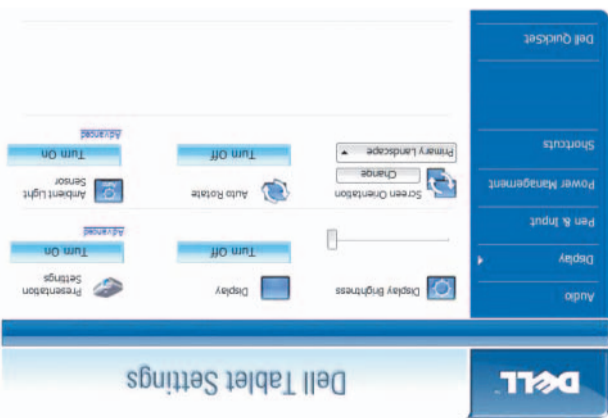 DELL™
Dell Tablet Settings
Audio
Display
Pen & Input
Power Management
Shortcuts
Dell QuickSet
Display Brightness
Display
Turn Off
Presentation
Settings
Turn On
Advanced
Screen Orientation
Change
Primary Landscape
Auto Rotate
Turn Off
Ambient Light
Sensor
Turn On
Advanced